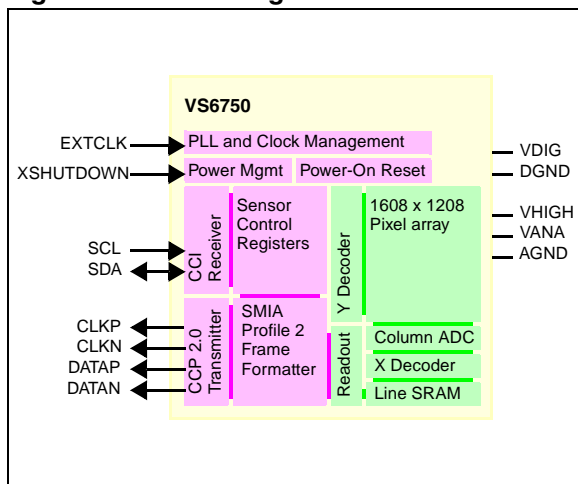 VS6750
EXTCLK
PLL and Clock Management
VDIG
XSHUTDOWN
Power Mgmt
Power-On Reset
DGND
CCI
Receiver
Sensor
Control
Registers
Y Decoder
1608 x 1208
Pixel array
VHIGH
VANA
AGND
SCL
SDA
CLKP
CLKN
DATAP
DATAN
CCP 2.0
Transmitter
SMIA
Profile 2
Frame
Formatter
Readout
Column ADC
X Decoder
Line SRAM